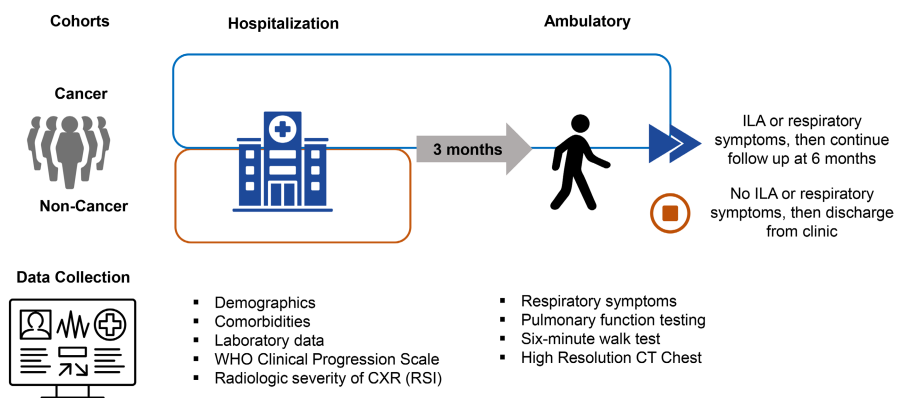 Cohorts
Hospitalization
Ambulatory
Cancer
Non-Cancer
3 months
ILA or respiratory
symptoms, then continue
follow up at 6 months
No ILA or respiratory
symptoms, then discharge
from clinic
Data Collection
▪ Demographics
▪ Comorbidities
▪ Laboratory data
▪ WHO Clinical Progression Scale
▪ Radiologic severity of CXR (RSI)
▪ Respiratory symptoms
▪ Pulmonary function testing
▪ Six-minute walk test
▪ High Resolution CT Chest